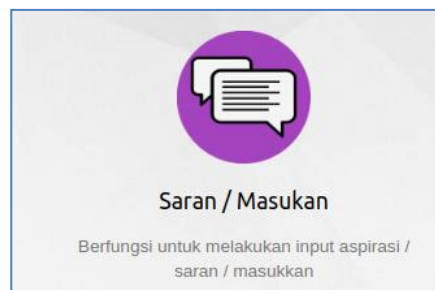 Saran / Masukan
Berfungsi untuk melakukan input aspirasi /
saran / masukkan